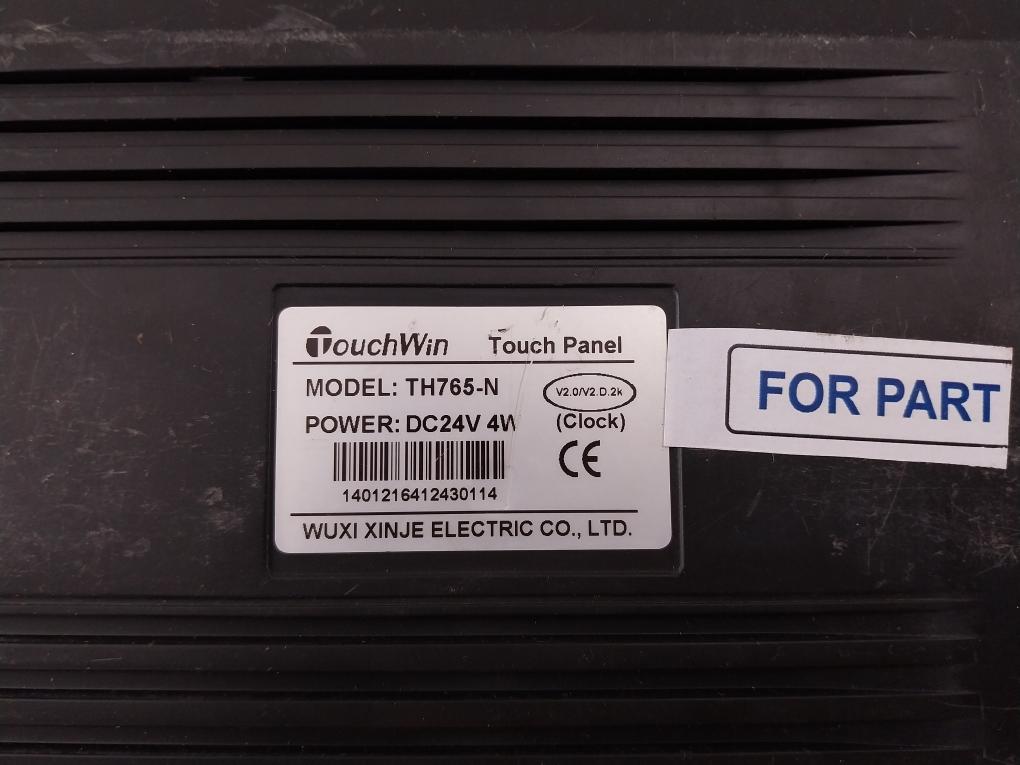 TouchWin Touch Panel
MODEL: TH765-N
V2.0/V2.D.2k
POWER: DC24V 4W
(Clock)
CE
1401216412430114
WUXI XINJE ELECTRIC CO., LTD.
FOR PART